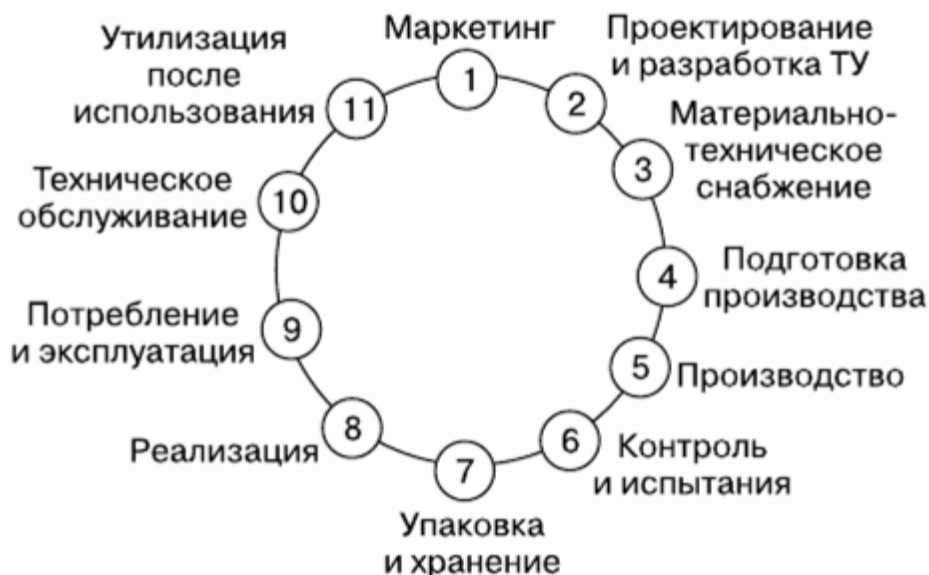 Маркетинг
1
Проектирование
и разработка ТУ
2
Материально-
техническое
снабжение
3
Подготовка
производства
4
Производство
5
Контроль
и испытания
6
Упаковка
и хранение
7
Реализация
8
Потребление
и эксплуатация
9
Техническое
обслуживание
10
Утилизация
после
использования
11